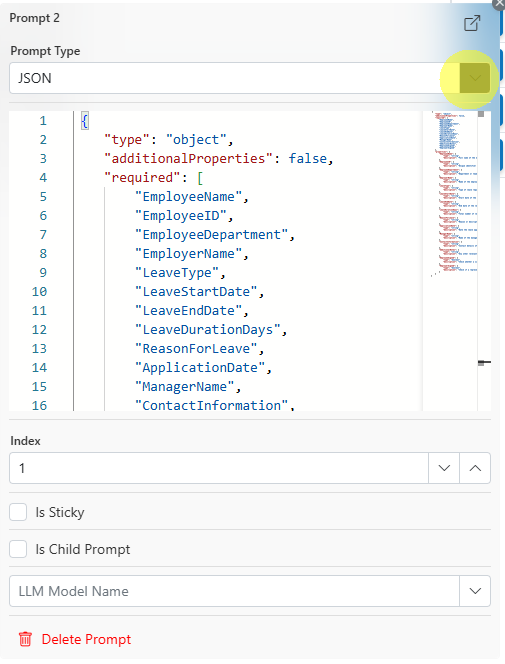 Prompt 2
Prompt Type
JSON
1 {
2 "type": "object",
3 "additionalProperties": false,
4 "required": [
5 "EmployeeName",
6 "EmployeeID",
7 "EmployeeDepartment",
8 "EmployerName",
9 "LeaveType",
10 "LeaveStartDate",
11 "LeaveEndDate",
12 "LeaveDurationDays",
13 "ReasonForLeave",
14 "ApplicationDate",
15 "ManagerName",
16 "ContactInformation",
Index
1
Is Sticky
Is Child Prompt
LLM Model Name
Delete Prompt